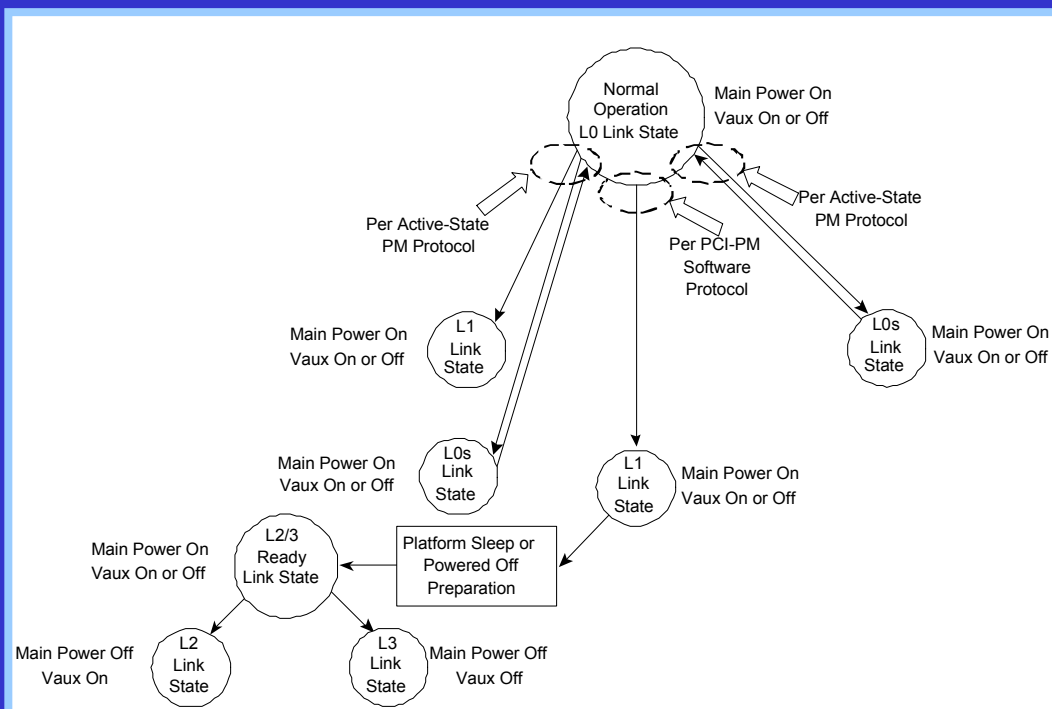 Normal
Operation
L0 Link State
Main Power On
Vaux On or Off
Per Active-State
PM Protocol
Per PCI-PM
Software
Protocol
Per Active-State
PM Protocol
Main Power On
Vaux On or Off
L1
Link
State
L0s
Link
State
Main Power On
Vaux On or Off
Main Power On
Vaux On or Off
L0s
Link
State
L1
Link
State
Main Power On
Vaux On or Off
Main Power On
Vaux On or Off
L2/3
Ready
Link State
Platform Sleep or
Powered Off
Preparation
Main Power Off
Vaux On
L2
Link
State
L3
Link
State
Main Power Off
Vaux Off